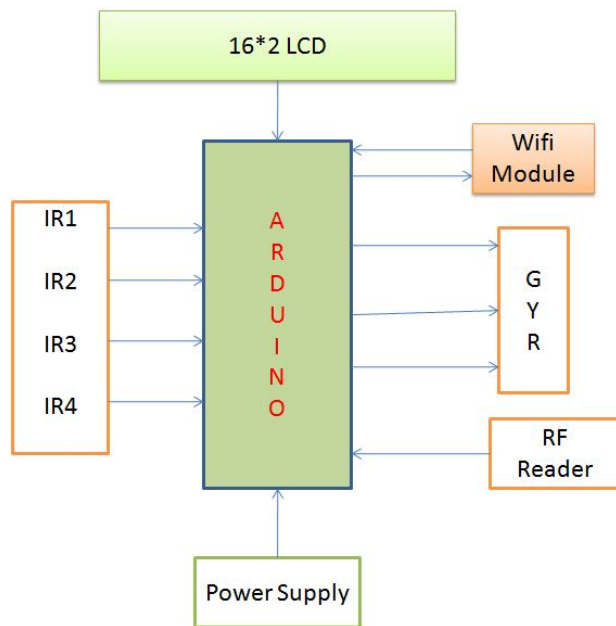 16*2 LCD
Wifi
Module
IR1
IR2
IR3
IR4
A
R
D
U
I
N
O
G
Y
R
RF
Reader
Power Supply